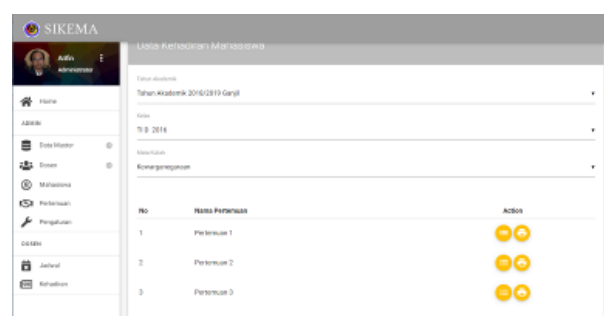 SIKEMA
Data Kehadiran Mahasiswa
Adfin
Administrator
Tahun Akademik
Tahun Akademik 2018/2019 Ganjil
Home
ADMIN
Kelas
TI B 2016
Data Master
Mata Kuliah
Dosen
Kewarganegaraan
Mahasiswa
Pertemuan
Pengaturan
No Nama Pertemuan Action
1 Pertemuan 1
DOSEN
2 Pertemuan 2
Jadwal
Kehadiran
3 Pertemuan 3